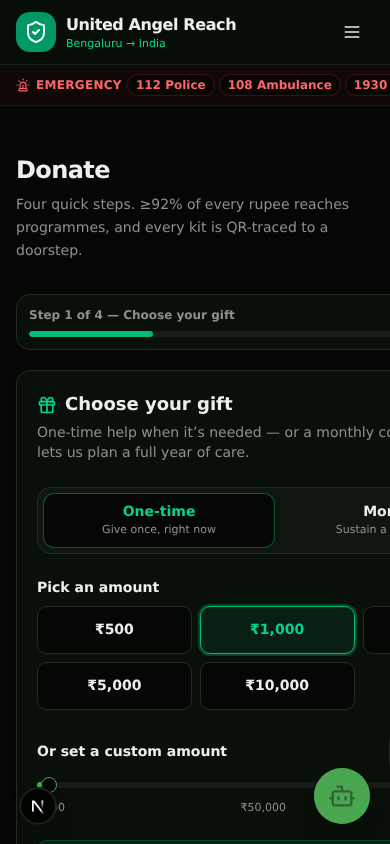 United Angel Reach
Bengaluru → India
EMERGENCY 112 Police 108 Ambulance 1930
Donate
Four quick steps. ≥92% of every rupee reaches
programmes, and every kit is QR-traced to a
doorstep.
Step 1 of 4 — Choose your gift
Choose your gift
One-time help when it’s needed — or a monthly
lets us plan a full year of care.
One-time
Give once, right now
Sustain a
Pick an amount
₹500 ₹1,000
₹5,000 ₹10,000
Or set a custom amount
₹50,000
N